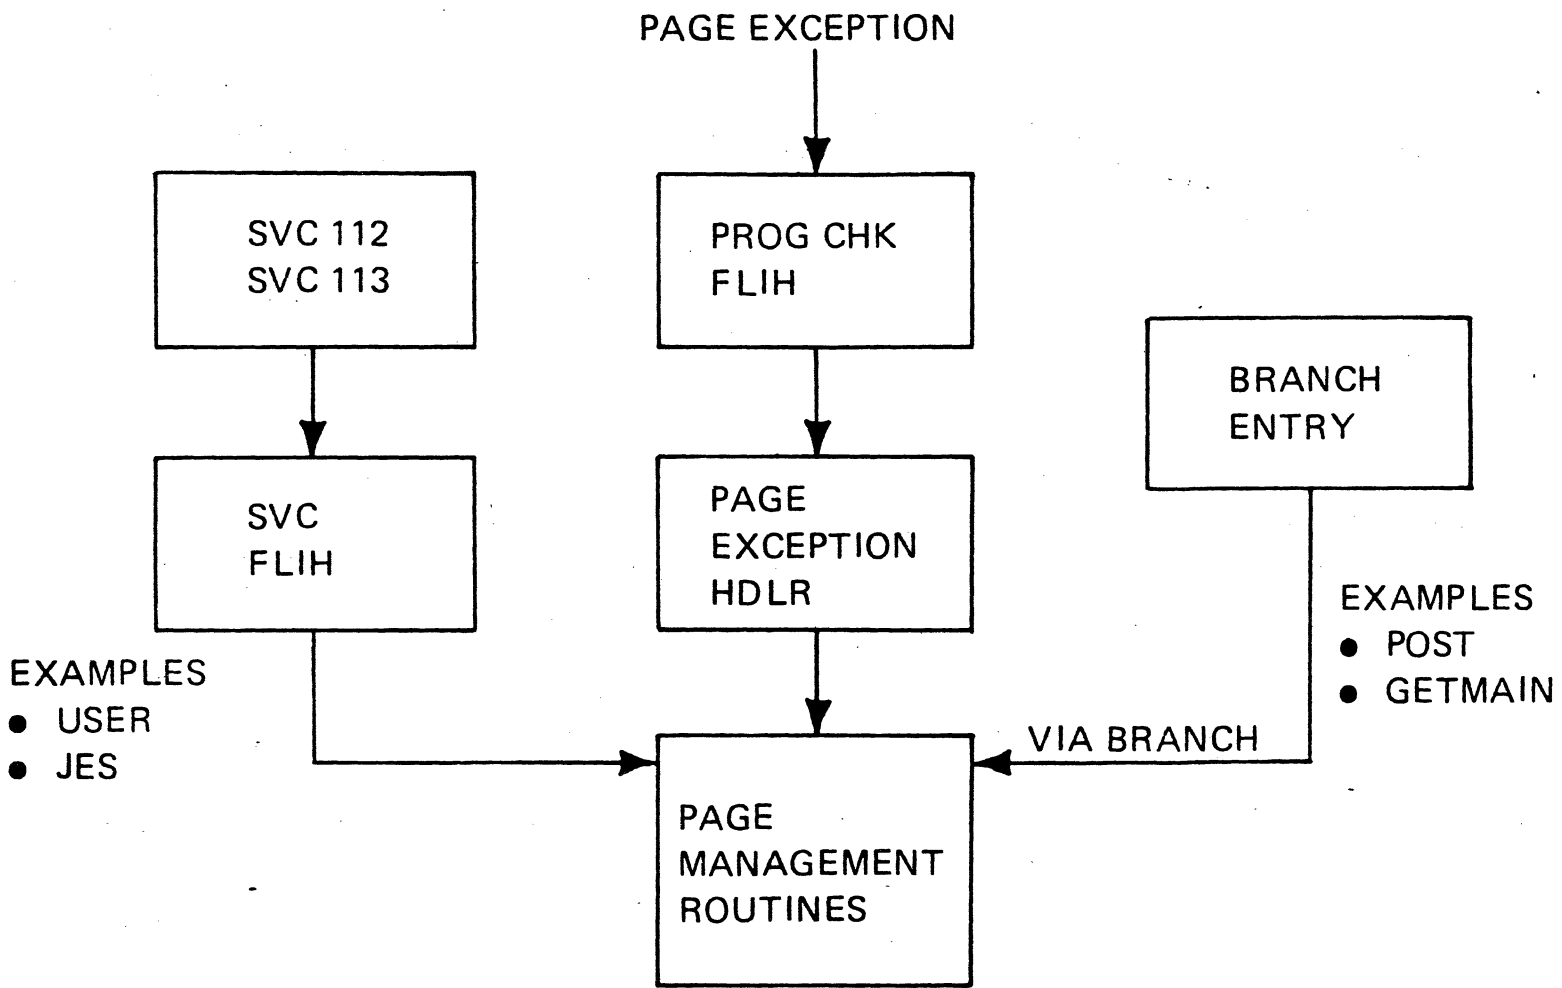 PAGE EXCEPTION
SVC 112
SVC 113
PROG CHK
FLIH
BRANCH
ENTRY
SVC
FLIH
PAGE
EXCEPTION
HDLR
EXAMPLES
● POST
● GETMAIN
EXAMPLES
● USER
● JES
VIA BRANCH
PAGE
MANAGEMENT
ROUTINES